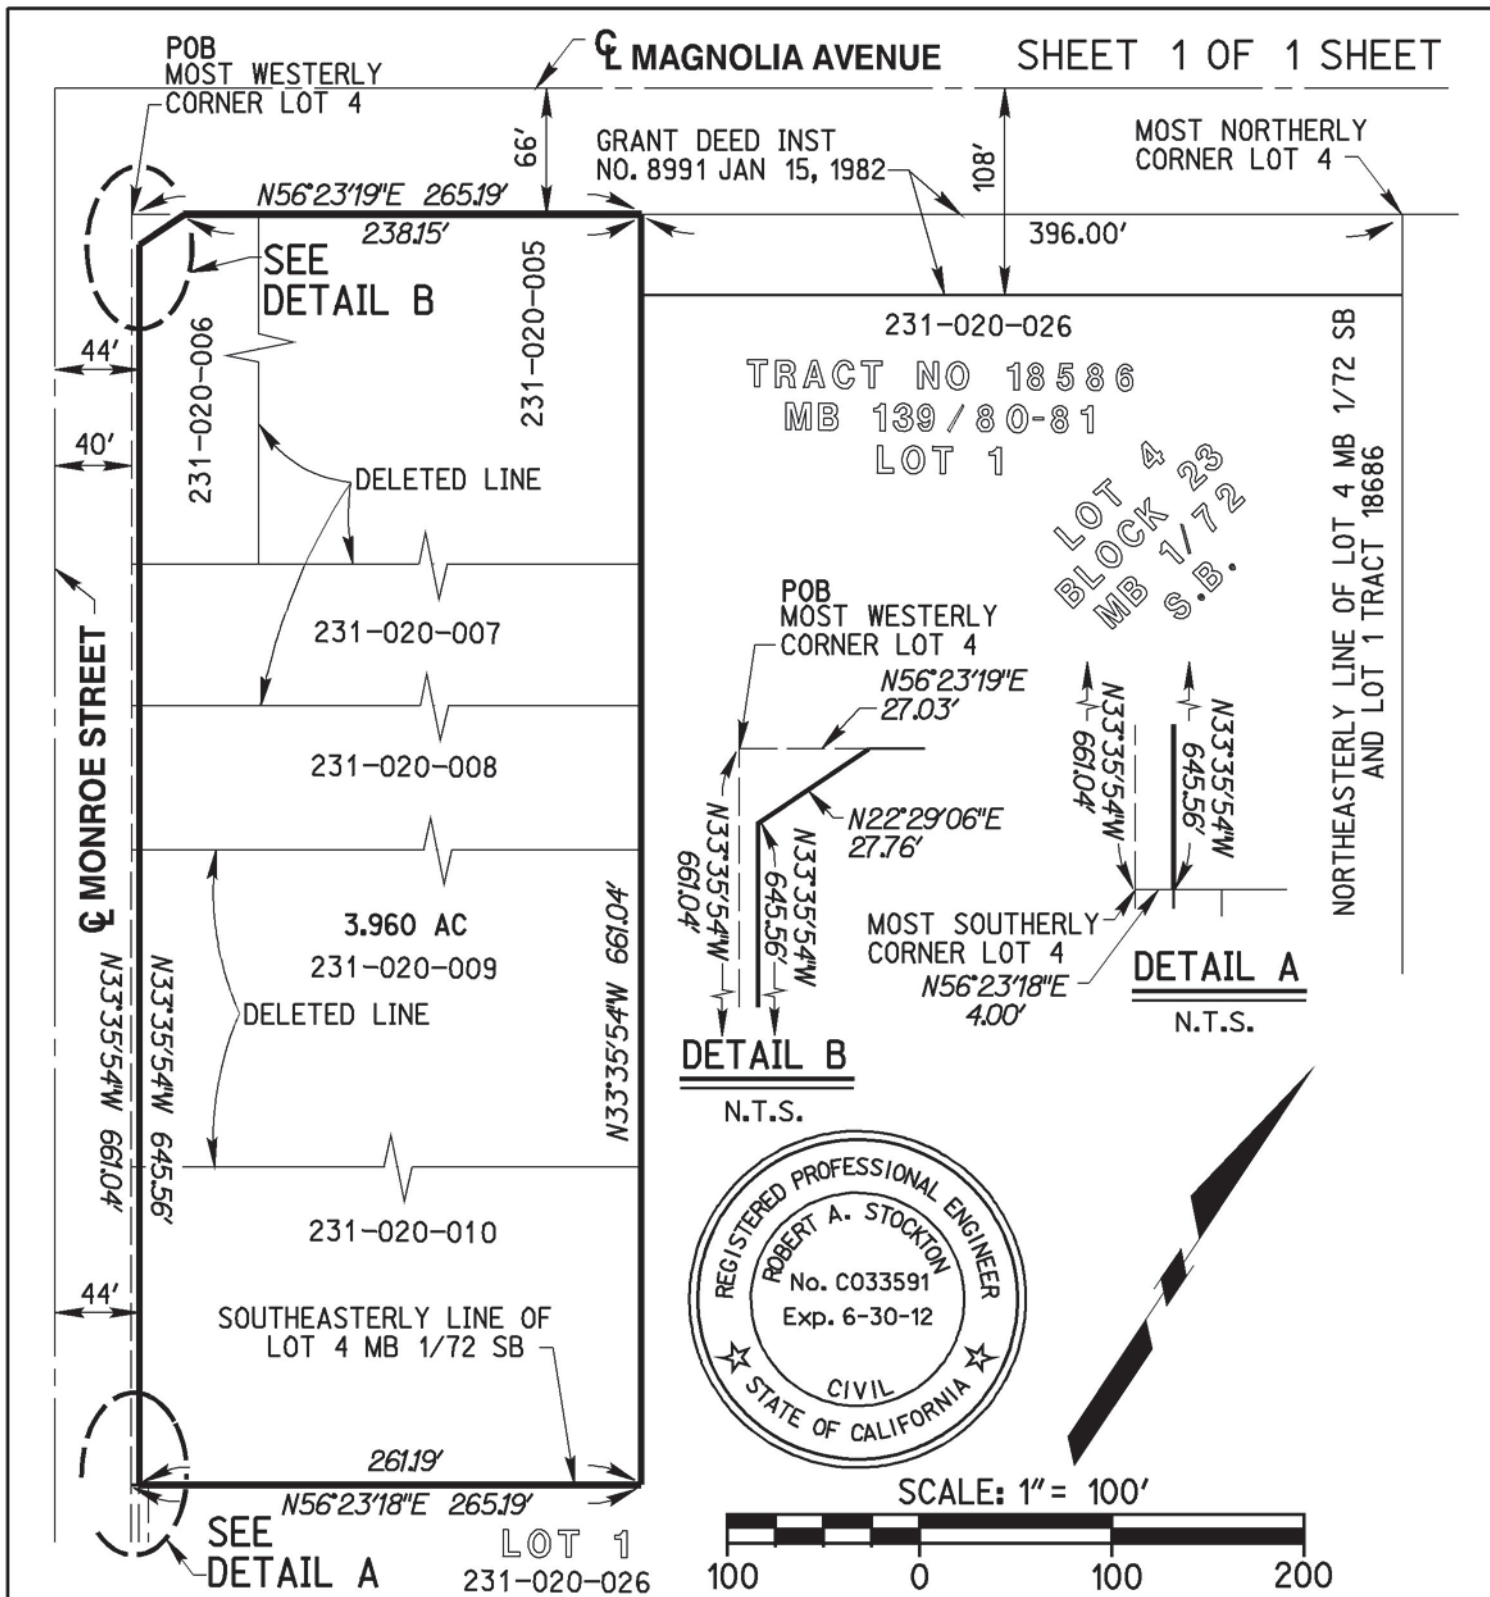 POB
MOST WESTERLY
CORNER LOT 4
℄ MAGNOLIA AVENUE
SHEET 1 OF 1 SHEET
66'
GRANT DEED INST
NO. 8991 JAN 15, 1982
108'
MOST NORTHERLY
CORNER LOT 4
N56°23'19"E 265.19'
238.15'
396.00'
SEE
DETAIL B
231-020-005
231-020-006
44'
40'
231-020-026
TRACT NO 18586
MB 139/80-81
LOT 1
LOT 4
BLOCK 23
MB 1/72
S.B.
NORTHEASTERLY LINE OF LOT 4 MB 1/72 SB
AND LOT 1 TRACT 18686
DELETED LINE
231-020-007
℄ MONROE STREET
231-020-008
POB
MOST WESTERLY
CORNER LOT 4
N56°23'19"E
27.03'
N22°29'06"E
27.76'
N33°35'54"W
661.04'
N33°35'54"W
645.56'
DETAIL B
N.T.S.
N33°35'54"W
661.04'
N33°35'54"W
645.56'
MOST SOUTHERLY
CORNER LOT 4
N56°23'18"E
4.00'
DETAIL A
N.T.S.
3.960 AC
231-020-009
DELETED LINE
N33°35'54"W 661.04'
N33°35'54"W 645.56'
N33°35'54"W 661.04'
231-020-010
44'
SOUTHEASTERLY LINE OF
LOT 4 MB 1/72 SB
261.19'
N56°23'18"E 265.19'
SEE
DETAIL A
LOT 1
231-020-026
REGISTERED PROFESSIONAL ENGINEER
ROBERT A. STOCKTON
No. C033591
Exp. 6-30-12
CIVIL
STATE OF CALIFORNIA
SCALE: 1" = 100'
100 0 100 200